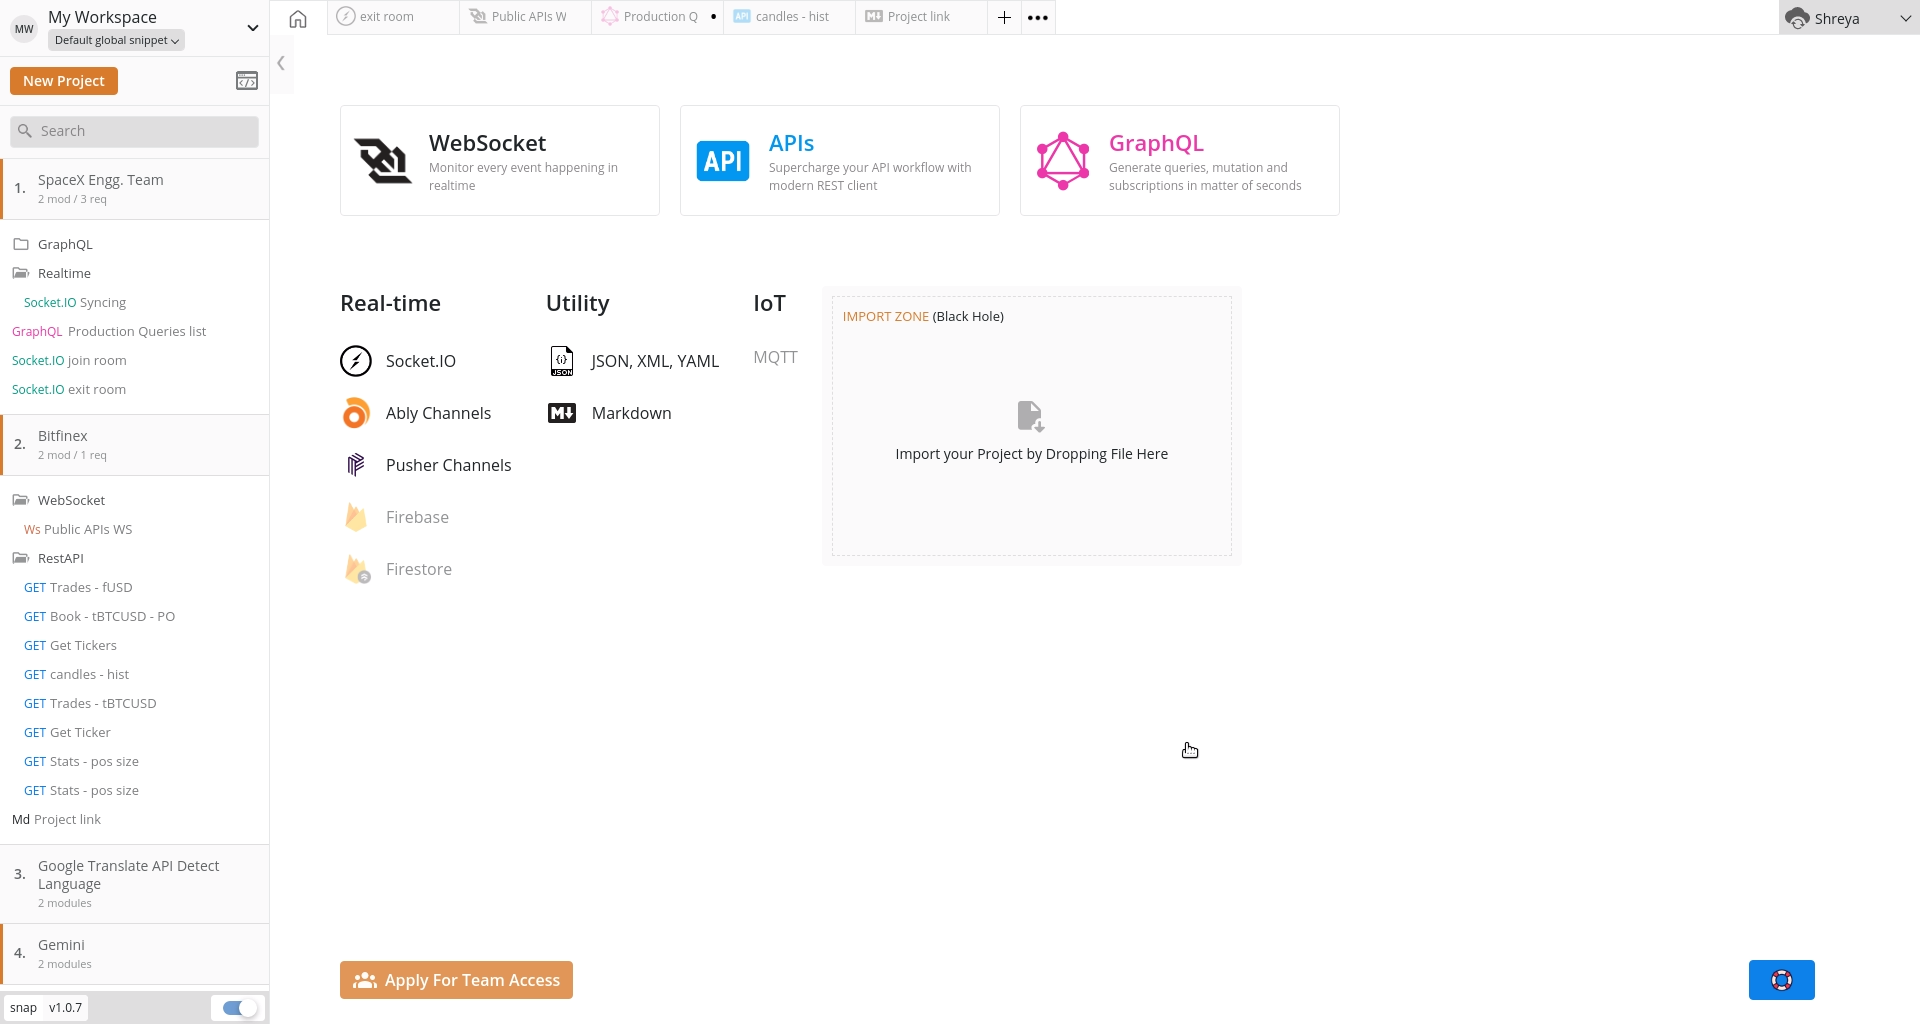 MW
My Workspace
Default global snippet
New Project
Search
1.
SpaceX Engg. Team
2 mod / 3 req
GraphQL
Realtime
Socket.IO Syncing
GraphQL Production Queries list
Socket.IO join room
Socket.IO exit room
2.
Bitfinex
2 mod / 1 req
WebSocket
Ws Public APIs WS
RestAPI
GET Trades - fUSD
GET Book - tBTCUSD - PO
GET Get Tickers
GET candles - hist
GET Trades - tBTCUSD
GET Get Ticker
GET Stats - pos size
GET Stats - pos size
Md Project link
3.
Google Translate API Detect
Language
2 modules
4.
Gemini
2 modules
snap v1.0.7
exit room
Public APIs W
Production Q
API candles - hist
Project link
Shreya
WebSocket
Monitor every event happening in
realtime
API
APIs
Supercharge your API workflow with
modern REST client
GraphQL
Generate queries, mutation and
subscriptions in matter of seconds
Real-time
Socket.IO
Ably Channels
Pusher Channels
Firebase
Firestore
Utility
JSON
JSON, XML, YAML
Markdown
IoT
MQTT
IMPORT ZONE (Black Hole)
Import your Project by Dropping File Here
Apply For Team Access